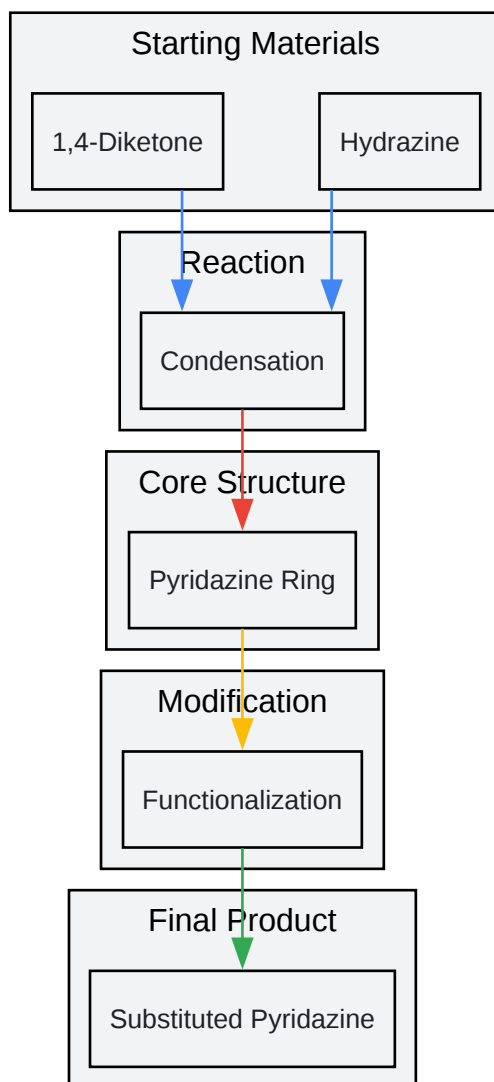 Starting Materials
1,4-Diketone
Hydrazine
Reaction
Condensation
Core Structure
Pyridazine Ring
Modification
Functionalization
Final Product
Substituted Pyridazine